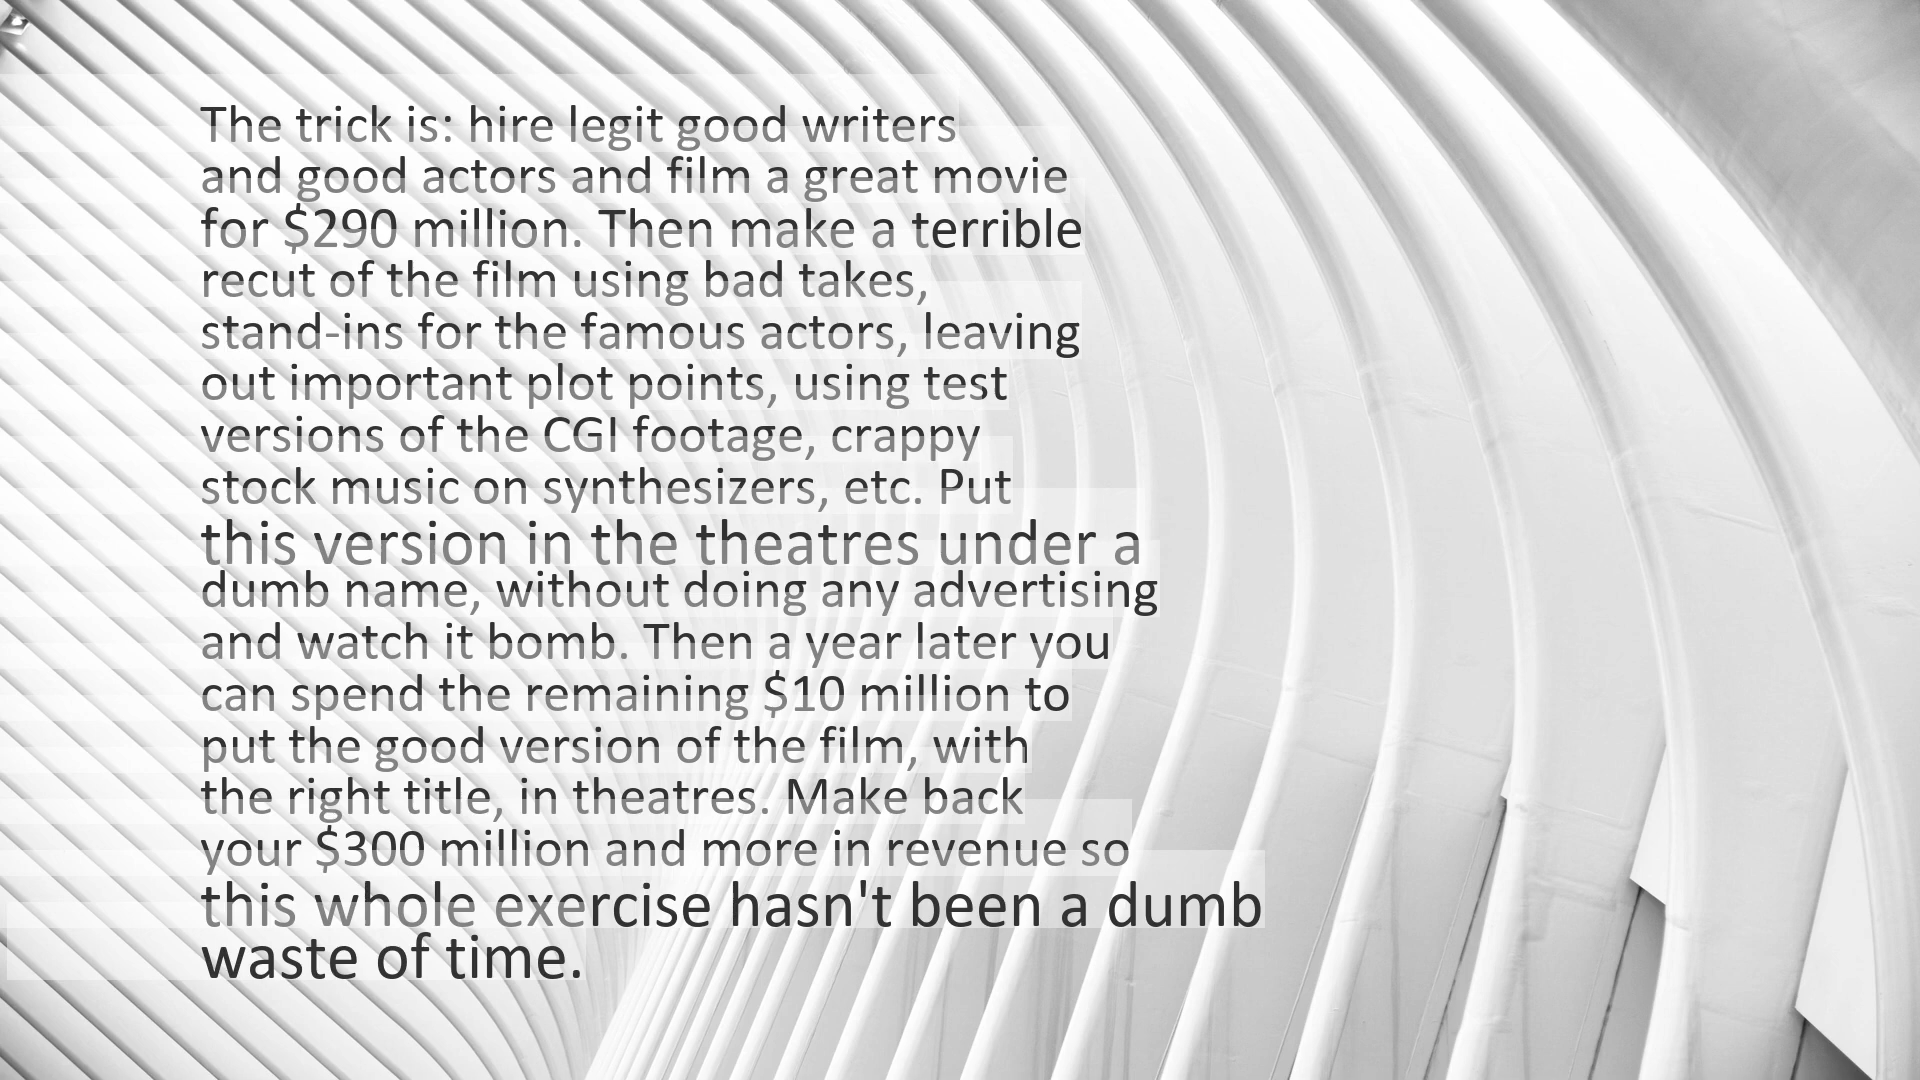 The trick is: hire legit good writers
and good actors and film a great movie
for $290 million. Then make a terrible
recut of the film using bad takes,
stand-ins for the famous actors, leaving
out important plot points, using test
versions of the CGI footage, crappy
stock music on synthesizers, etc. Put
this version in the theatres under a
dumb name, without doing any advertising
and watch it bomb. Then a year later you
can spend the remaining $10 million to
put the good version of the film, with
the right title, in theatres. Make back
your $300 million and more in revenue so
this whole exercise hasn't been a dumb
waste of time.